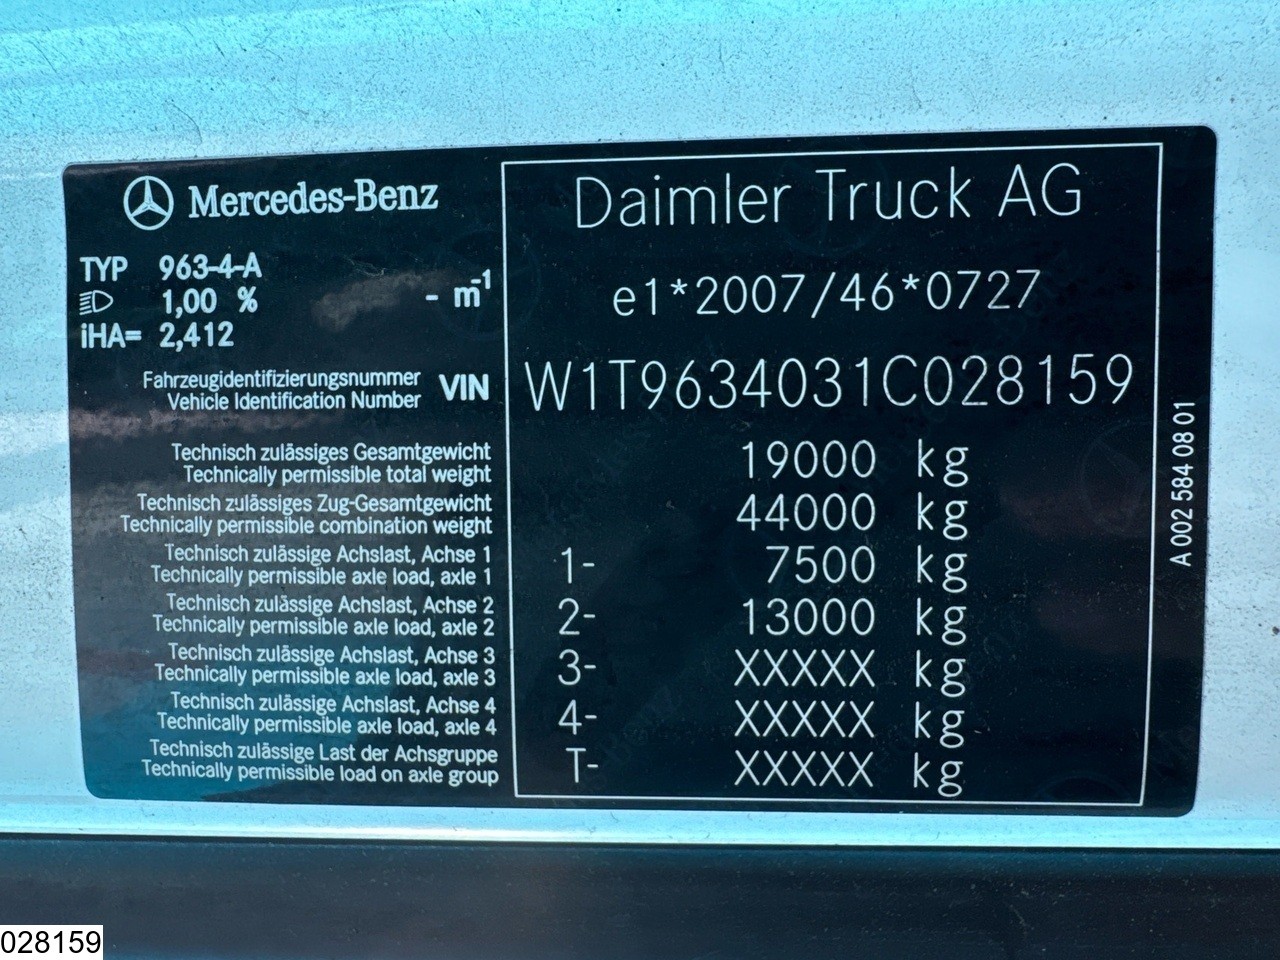 Mercedes-Benz
Daimler Truck AG
TYP 963-4-A
1,00 % - m-1
iHA= 2,412
e1*2007/46*0727
Fahrzeugidentifizierungsnummer
Vehicle Identification Number VIN W1T9634031C028159
Technisch zulässiges Gesamtgewicht
Technically permissible total weight 19000 kg
Technisch zulässiges Zug-Gesamtgewicht
Technically permissible combination weight 44000 kg
Technisch zulässige Achslast, Achse 1
Technically permissible axle load, axle 1 1- 7500 kg
Technisch zulässige Achslast, Achse 2
Technically permissible axle load, axle 2 2- 13000 kg
Technisch zulässige Achslast, Achse 3
Technically permissible axle load, axle 3 3- XXXXX kg
Technisch zulässige Achslast, Achse 4
Technically permissible axle load, axle 4 4- XXXXX kg
Technisch zulässige Last der Achsgruppe
Technically permissible load on axle group T- XXXXX kg
A 002 584 08 01
028159